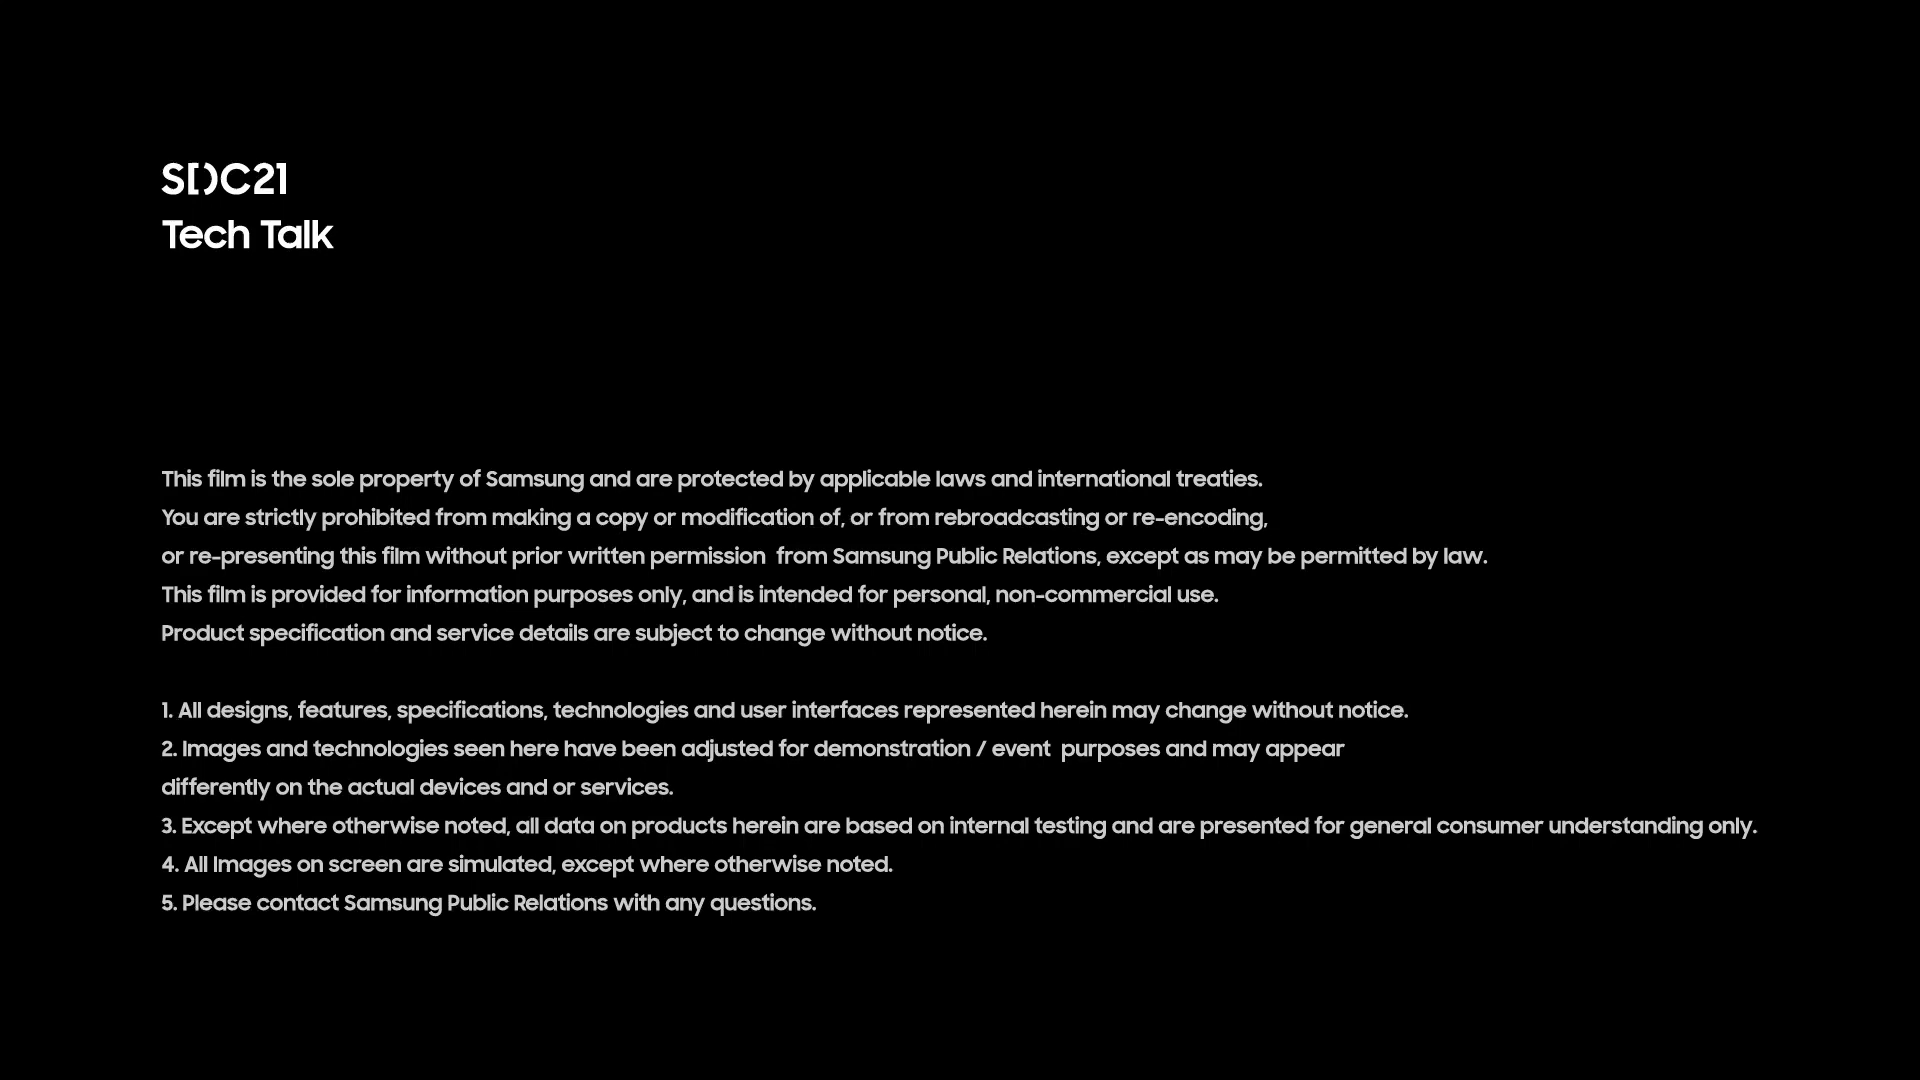 SDC21
Tech Talk
This film is the sole property of Samsung and are protected by applicable laws and international treaties.
You are strictly prohibited from making a copy or modification of, or from rebroadcasting or re-encoding,
or re-presenting this film without prior written permission  from Samsung Public Relations, except as may be permitted by law.
This film is provided for information purposes only, and is intended for personal, non-commercial use.
Product specification and service details are subject to change without notice.
1. All designs, features, specifications, technologies and user interfaces represented herein may change without notice.
2. Images and technologies seen here have been adjusted for demonstration / event  purposes and may appear
differently on the actual devices and or services.
3. Except where otherwise noted, all data on products herein are based on internal testing and are presented for general consumer understanding only.
4. All Images on screen are simulated, except where otherwise noted.
5. Please contact Samsung Public Relations with any questions.